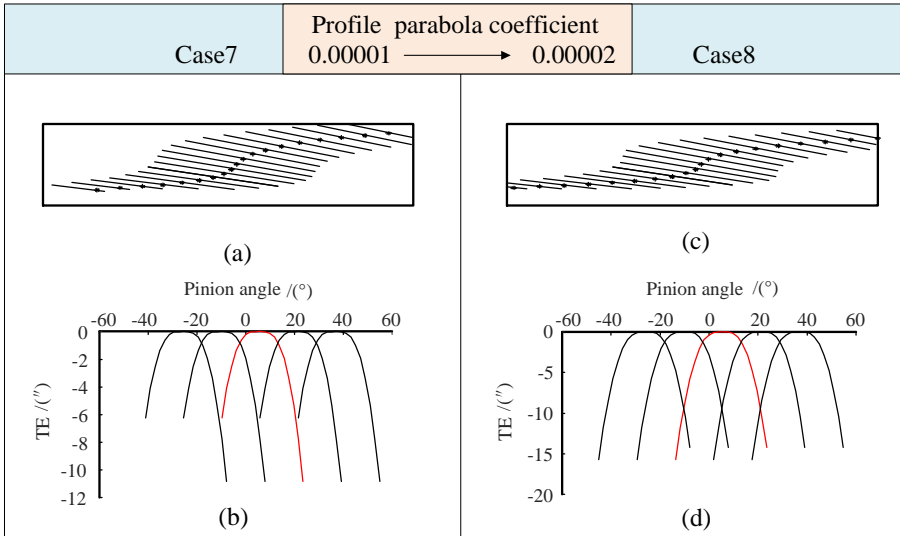 Profile parabola coefficient
Case7
0.00001
0.00002
Case8
(a)
(c)
Pinion angle /(°)
-60 -40 -20 0 20 40 60
0
-2
-4
-6
-8
-10
-12
TE /(″)
(b)
Pinion angle /(°)
-60 -40 -20 0 20 40 60
0
-5
-10
-15
-20
TE /(″)
(d)